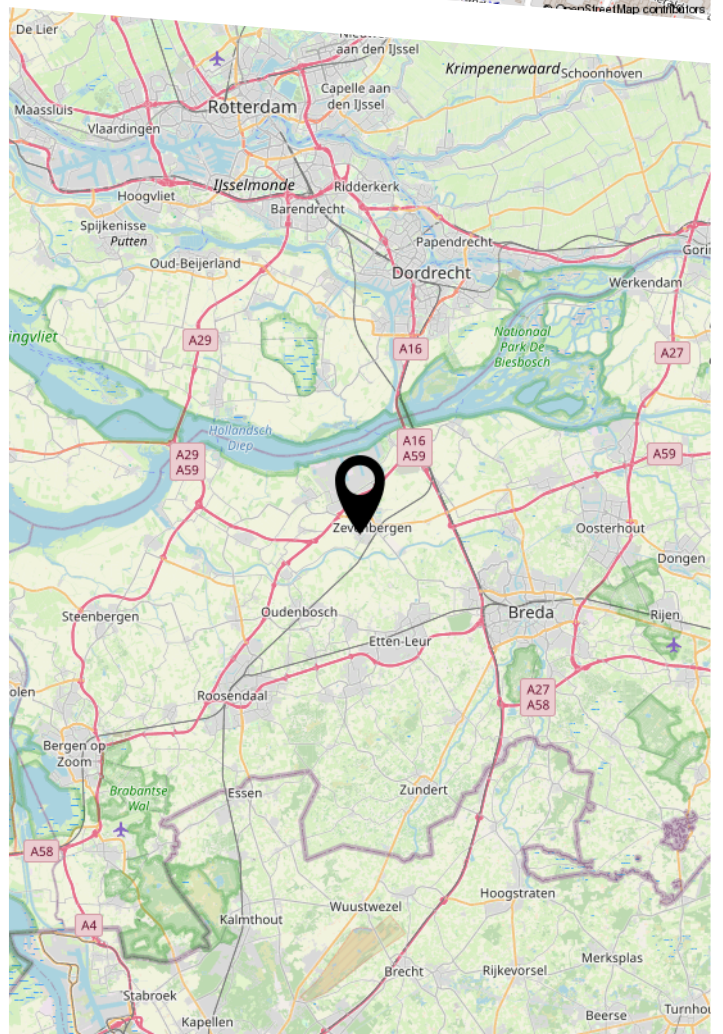 © OpenStreetMap contributors
De Lier
aan den IJssel
Krimpenerwaard
Schoonhoven
Capelle aan
den IJssel
Rotterdam
Maassluis
Vlaardingen
IJsselmonde
Ridderkerk
Hoogvliet
Barendrecht
Spijkenisse
Putten
Papendrecht
Oud-Beijerland
Dordrecht
Werkendam
A29
A16
Nationaal
Park De
Biesbosch
A27
Hollandsch
Diep
A16
A59
A29
A59
A59
Zevenbergen
Oosterhout
Dongen
Steenbergen
Oudenbosch
Breda
Rijen
Etten-Leur
Roosendaal
A27
A58
Bergen op
Zoom
Brabantse
Wal
Essen
Zundert
A58
Hoogstraten
Wuustwezel
Kalmthout
A4
Merksplas
Brecht
Rijkevorsel
Stabroek
Kapellen
Beerse